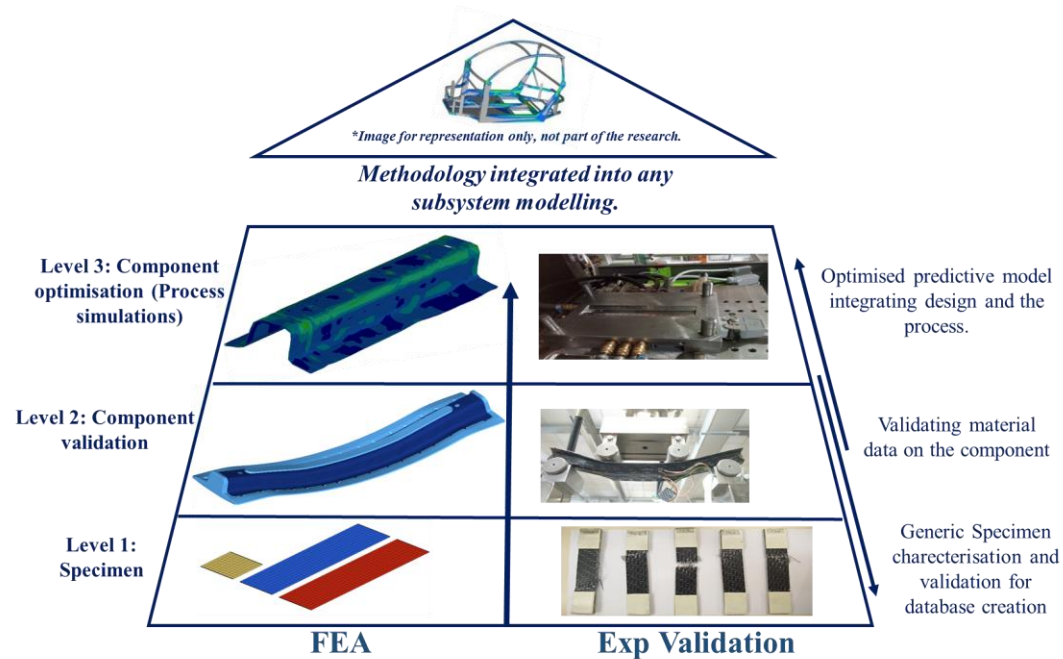 *Image for representation only, not part of the research.
Methodology integrated into any
subsystem modelling.
Level 3: Component
optimisation (Process
simulations)
Optimised predictive model
integrating design and the
process.
Level 2: Component
validation
Validating material
data on the component
Level 1:
Specimen
Generic Specimen
charecterisation and
validation for
database creation
FEA
Exp Validation